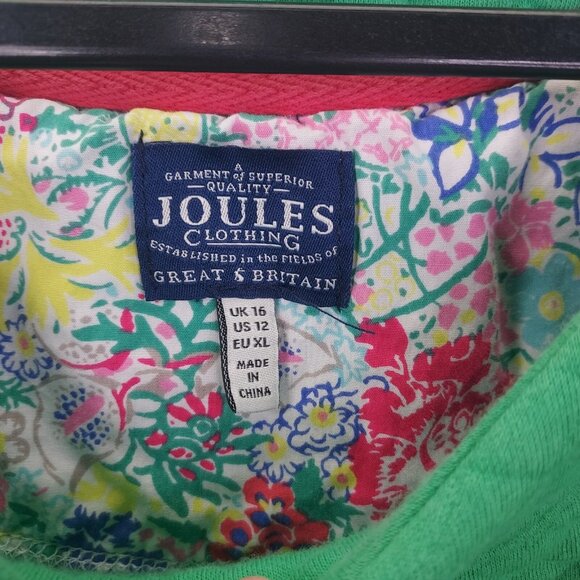 A
GARMENT of SUPERIOR
QUALITY
JOULES
CLOTHING
ESTABLISHED in the FIELDS of
GREAT & BRITAIN
UK 16
US 12
EU XL
MADE
IN
CHINA